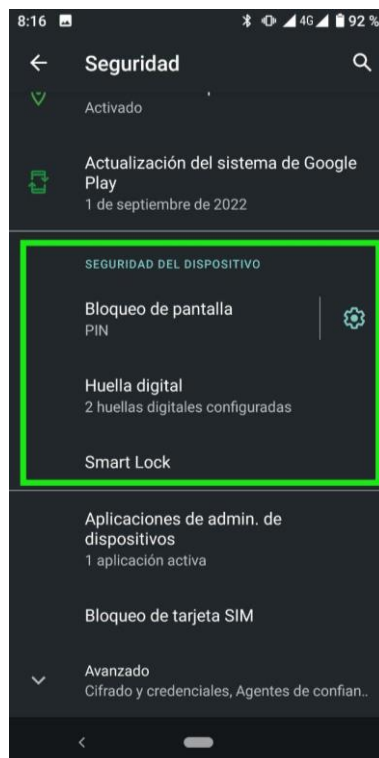 8:16 4G 92 %
Seguridad
Activado
Actualización del sistema de Google
Play
1 de septiembre de 2022
SEGURIDAD DEL DISPOSITIVO
Bloqueo de pantalla
PIN
Huella digital
2 huellas digitales configuradas
Smart Lock
Aplicaciones de admin. de
dispositivos
1 aplicación activa
Bloqueo de tarjeta SIM
Avanzado
Cifrado y credenciales, Agentes de confian..